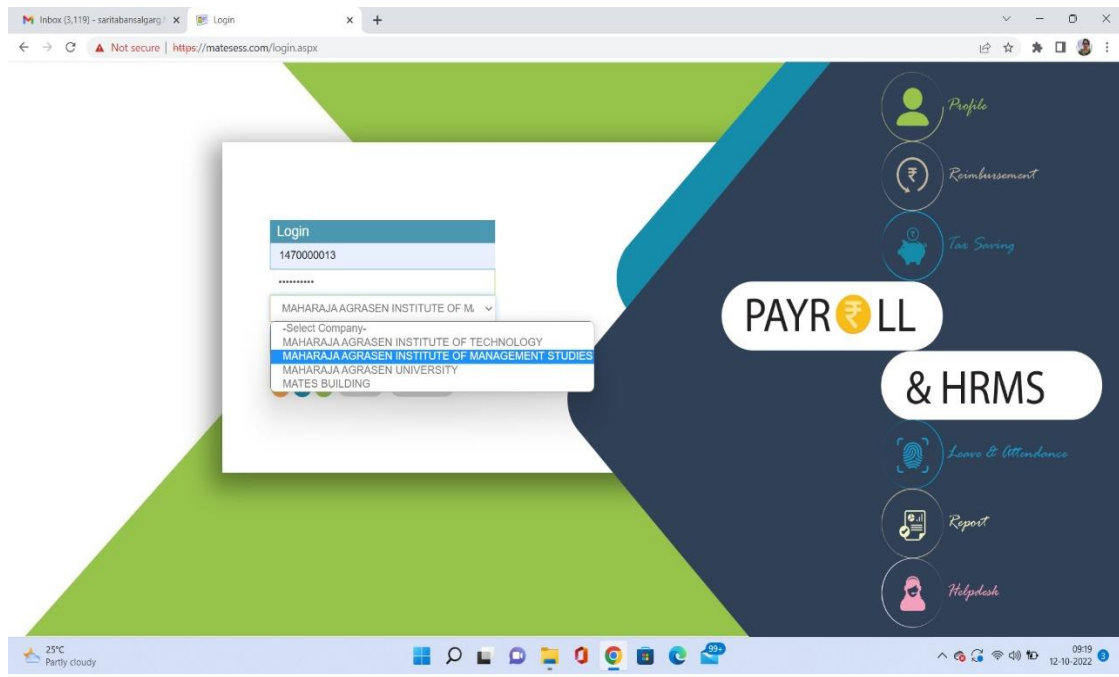 Inbox (3,119) - saritabansalgarg.
Login
Not secure | https://matesess.com/login.aspx
Profile
Reimbursement
Tax Saving
Login
1470000013
MAHARAJA AGRASEN INSTITUTE OF
-Select Company-
MAHARAJA AGRASEN INSTITUTE OF TECHNOLOGY
MAHARAJA AGRASEN INSTITUTE OF MANAGEMENT STUDIES
MAHARAJA AGRASEN UNIVERSITY
MATES BUILDING
PAYR₹LL
& HRMS
Leave & Attendance
Report
Helpdesk
25°C
Partly cloudy
99+
09:19
12-10-2022
3